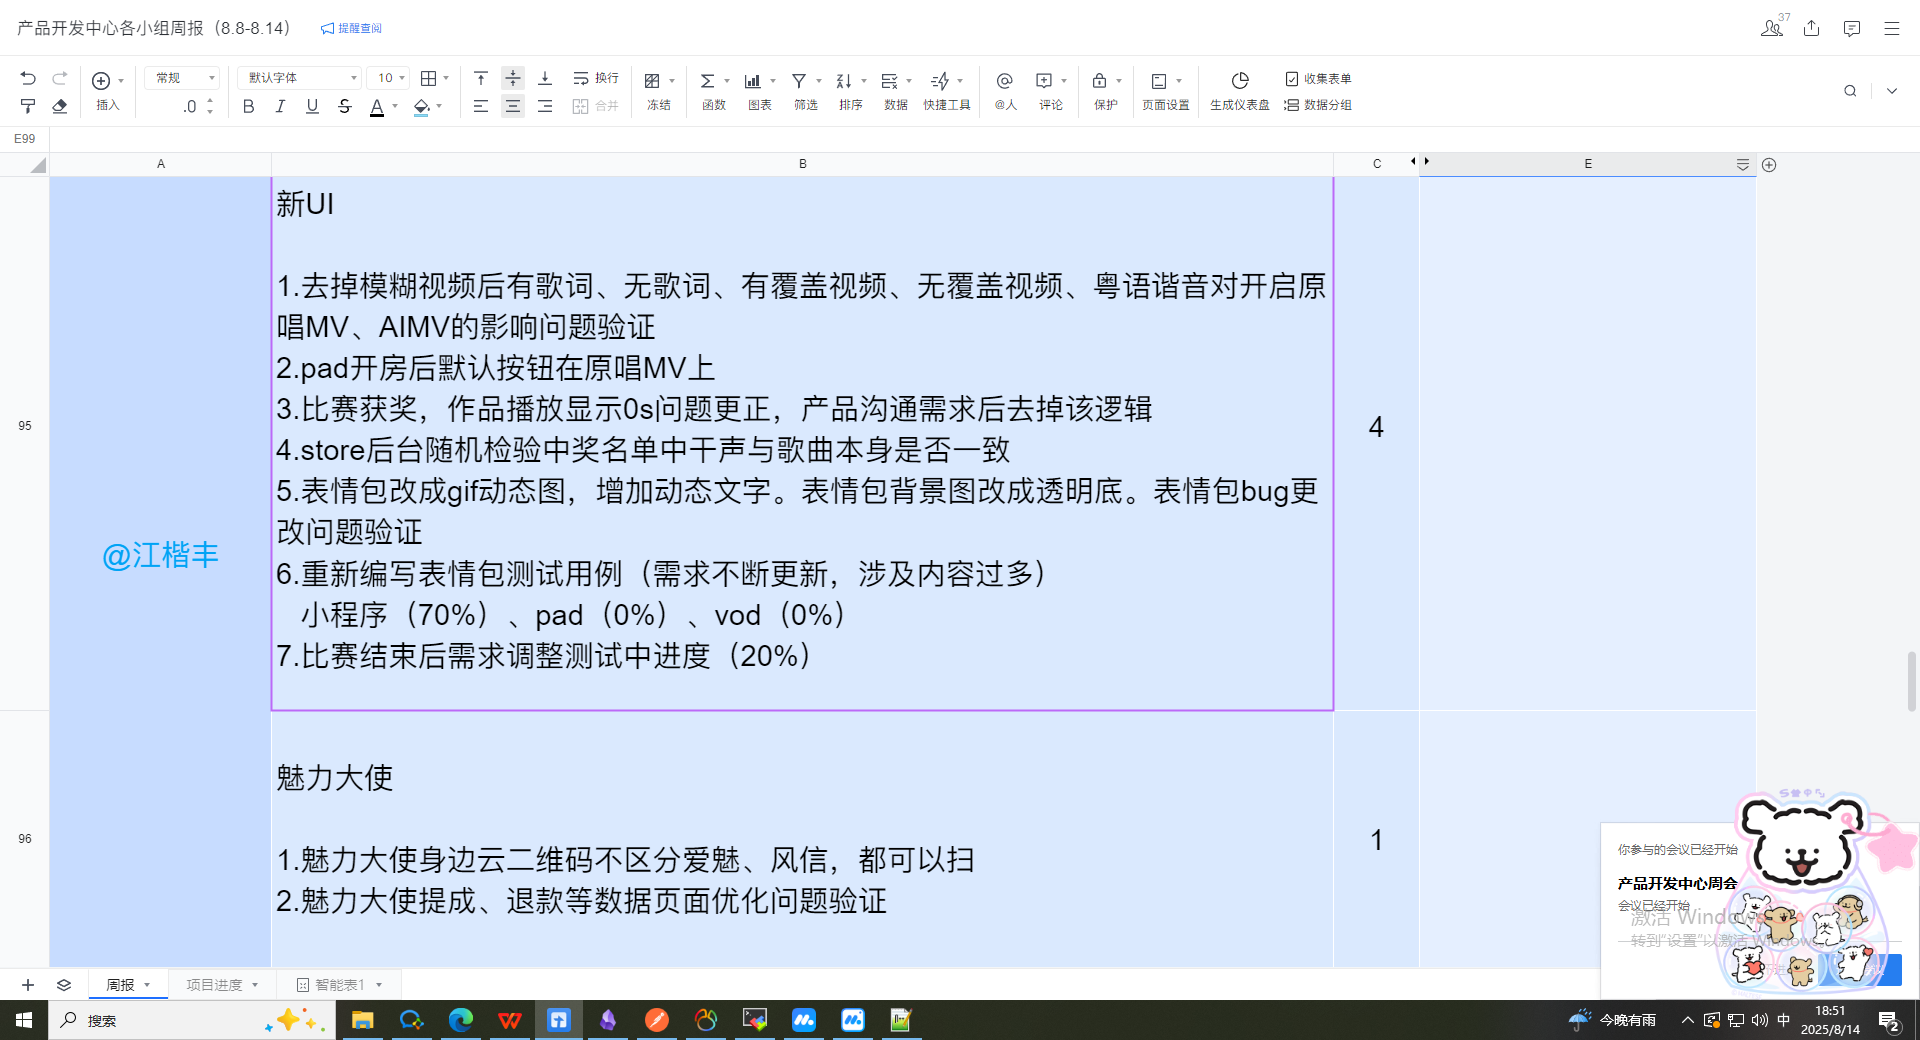 产品开发中心各小组周报（8.8-8.14）
提醒查阅
37
插入
常规
.0
默认字体
10
B I U S A
换行
合并
冻结
函数
图表
筛选
排序
数据
快捷工具
@人
评论
保护
页面设置
生成仪表盘
收集表单
数据分组
E99
A B C E
95
@江楷丰
新UI
1.去掉模糊视频后有歌词、无歌词、有覆盖视频、无覆盖视频、粤语谐音对开启原
唱MV、AIMV的影响问题验证
2.pad开房后默认按钮在原唱MV上
3.比赛获奖，作品播放显示0s问题更正，产品沟通需求后去掉该逻辑
4.store后台随机检验中奖名单中干声与歌曲本身是否一致
5.表情包改成gif动态图，增加动态文字。表情包背景图改成透明底。表情包bug更
改问题验证
6.重新编写表情包测试用例（需求不断更新，涉及内容过多）
小程序（70%）、pad（0%）、vod（0%）
7.比赛结束后需求调整测试中进度（20%）
4
96
魅力大使
1.魅力大使身边云二维码不区分爱魅、风信，都可以扫
2.魅力大使提成、退款等数据页面优化问题验证
1
你参与的会议已经开始
产品开发中心周会
会议已经开始
激活 Windows
转到“设置”以激活 Windows
周报
项目进度
智能表1
搜索
今晚有雨
中
18:51
2025/8/14
2